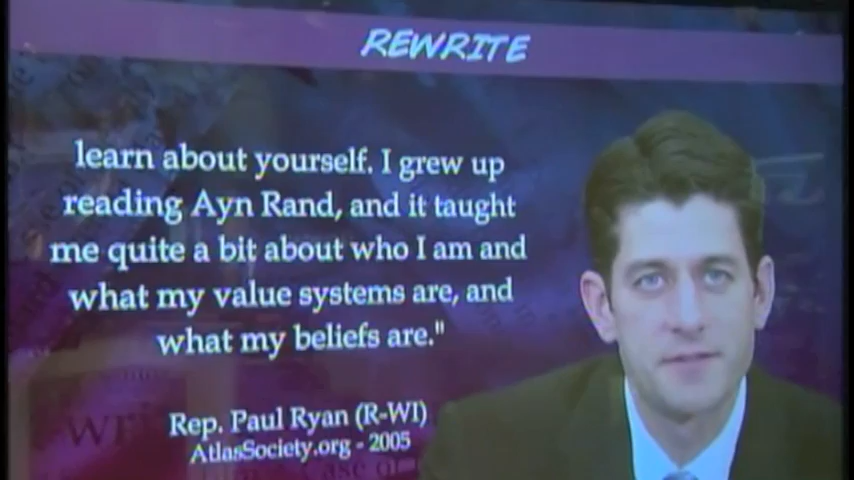 REWRITE
learn about yourself. I grew up
reading Ayn Rand, and it taught
me quite a bit about who I am and
what my value systems are, and
what my beliefs are."
Rep. Paul Ryan (R-WI)
AtlasSociety.org - 2005